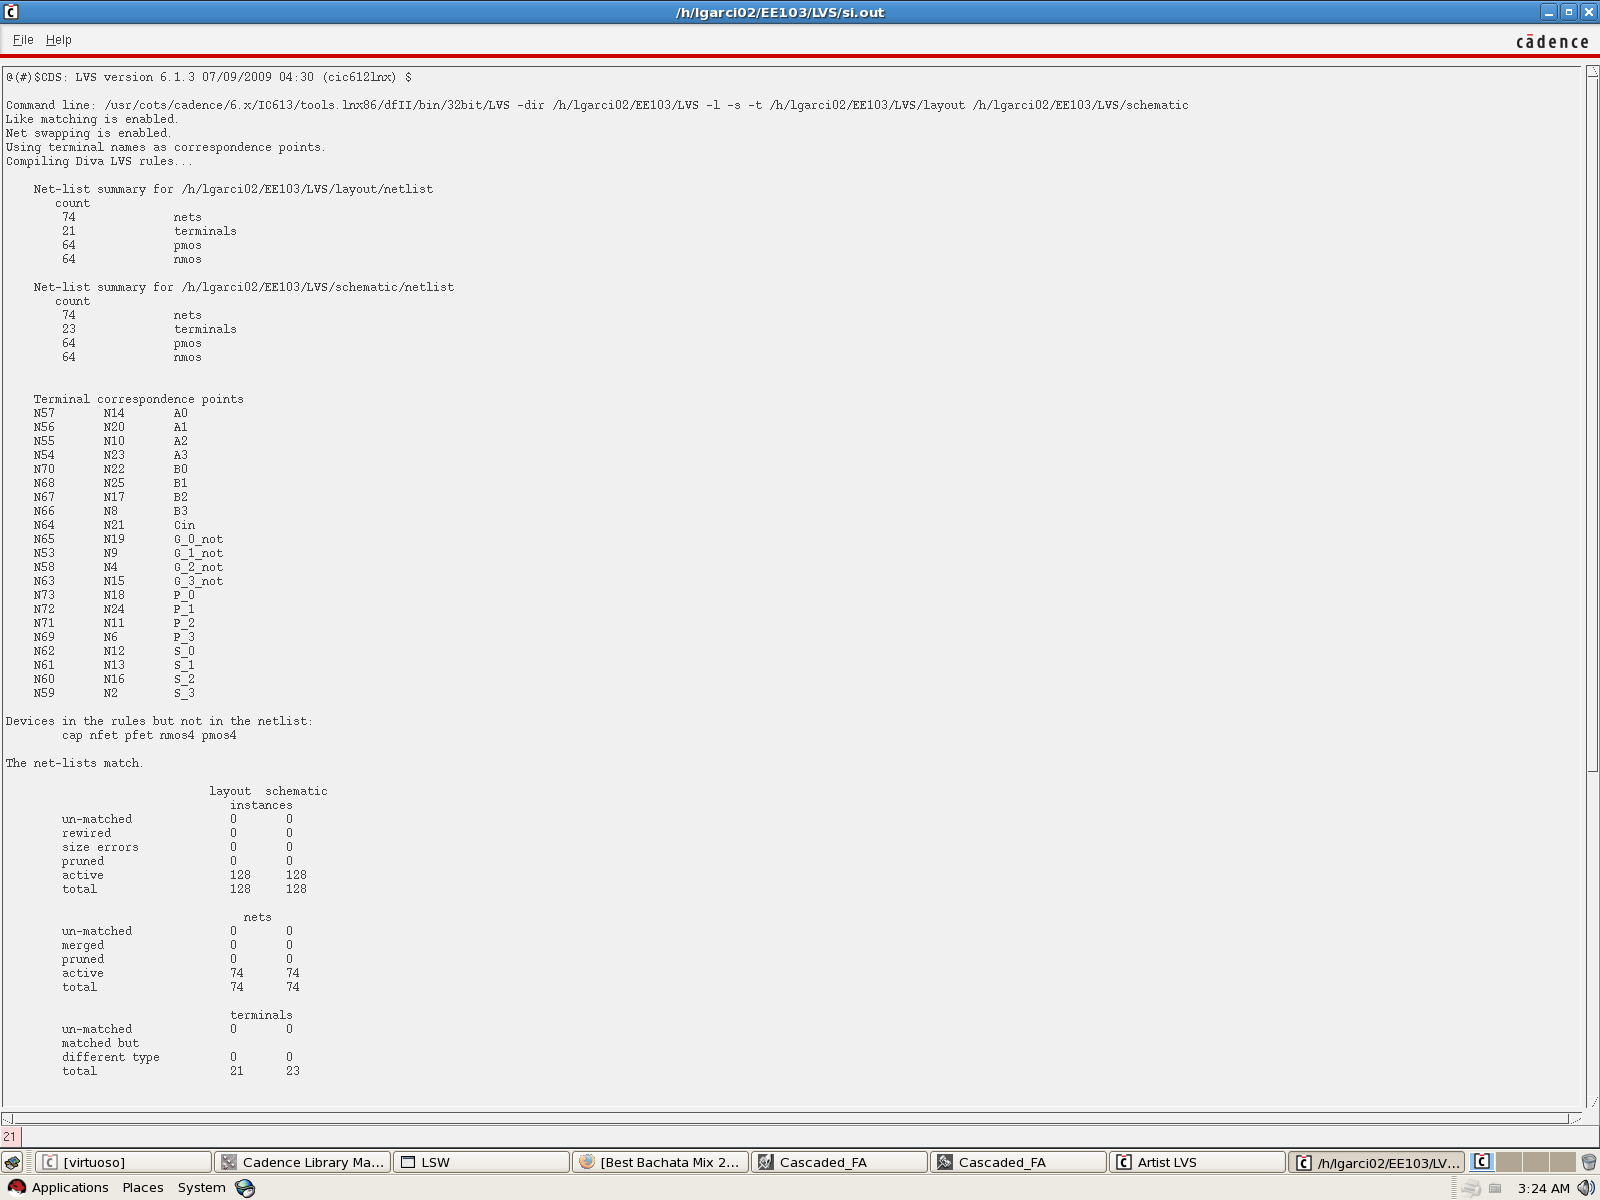 /h/lgarci02/EE103/LVS/si.out
File Help
cādence
@(#)$CDS: LVS version 6.1.3 07/09/2009 04:30 (cic612lnx) $
Command line: /usr/cots/cadence/6.x/IC613/tools.lnx86/dfII/bin/32bit/LVS -dir /h/lgarci02/EE103/LVS -l -s -t /h/lgarci02/EE103/LVS/layout /h/lgarci02/EE103/LVS/schematic
Like matching is enabled.
Net swapping is enabled.
Using terminal names as correspondence points.
Compiling Diva LVS rules...
Net-list summary for /h/lgarci02/EE103/LVS/layout/netlist
count
74 nets
21 terminals
64 pmos
64 nmos
Net-list summary for /h/lgarci02/EE103/LVS/schematic/netlist
count
74 nets
23 terminals
64 pmos
64 nmos
Terminal correspondence points
N57 N14 A0
N56 N20 A1
N55 N10 A2
N54 N23 A3
N70 N22 B0
N68 N25 B1
N67 N17 B2
N66 N8 B3
N64 N21 Cin
N65 N19 G_0_not
N53 N9 G_1_not
N58 N4 G_2_not
N63 N15 G_3_not
N73 N18 P_0
N72 N24 P_1
N71 N11 P_2
N69 N6 P_3
N62 N12 S_0
N61 N13 S_1
N60 N16 S_2
N59 N2 S_3
Devices in the rules but not in the netlist:
cap nfet pfet nmos4 pmos4
The net-lists match.
layout schematic
instances
un-matched 0 0
rewired 0 0
size errors 0 0
pruned 0 0
active 128 128
total 128 128
nets
un-matched 0 0
merged 0 0
pruned 0 0
active 74 74
total 74 74
terminals
un-matched 0 0
matched but
different type 0 0
total 21 23
21
[virtuoso] Cadence Library Ma... LSW [Best Bachata Mix 2... Cascaded_FA Cascaded_FA Artist LVS /h/lgarci02/EE103/LV...
Applications Places System 3:24 AM